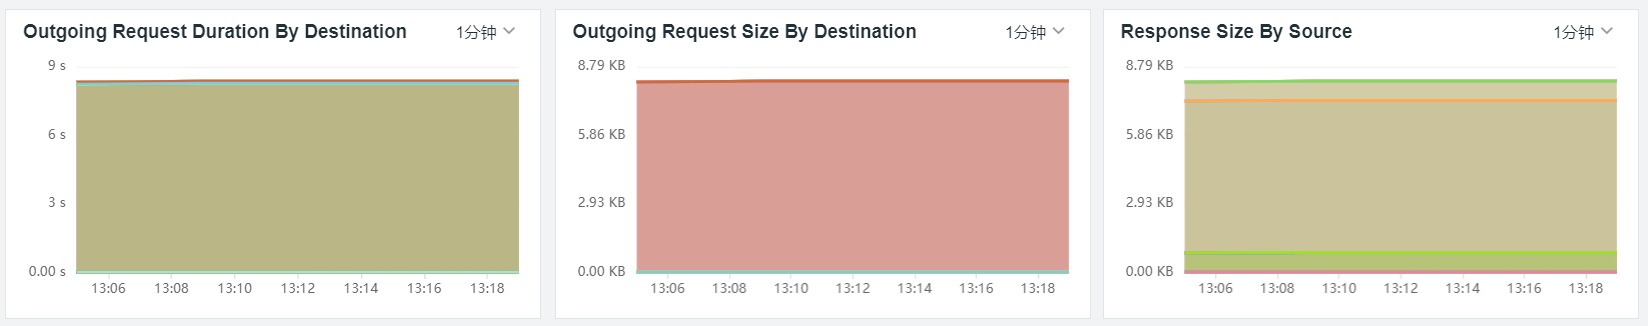 Outgoing Request Duration By Destination
1分钟
9 s
6 s
3 s
0.00 s
13:06 13:08 13:10 13:12 13:14 13:16 13:18
Outgoing Request Size By Destination
1分钟
8.79 KB
5.86 KB
2.93 KB
0.00 KB
13:06 13:08 13:10 13:12 13:14 13:16 13:18
Response Size By Source
1分钟
8.79 KB
5.86 KB
2.93 KB
0.00 KB
13:06 13:08 13:10 13:12 13:14 13:16 13:18